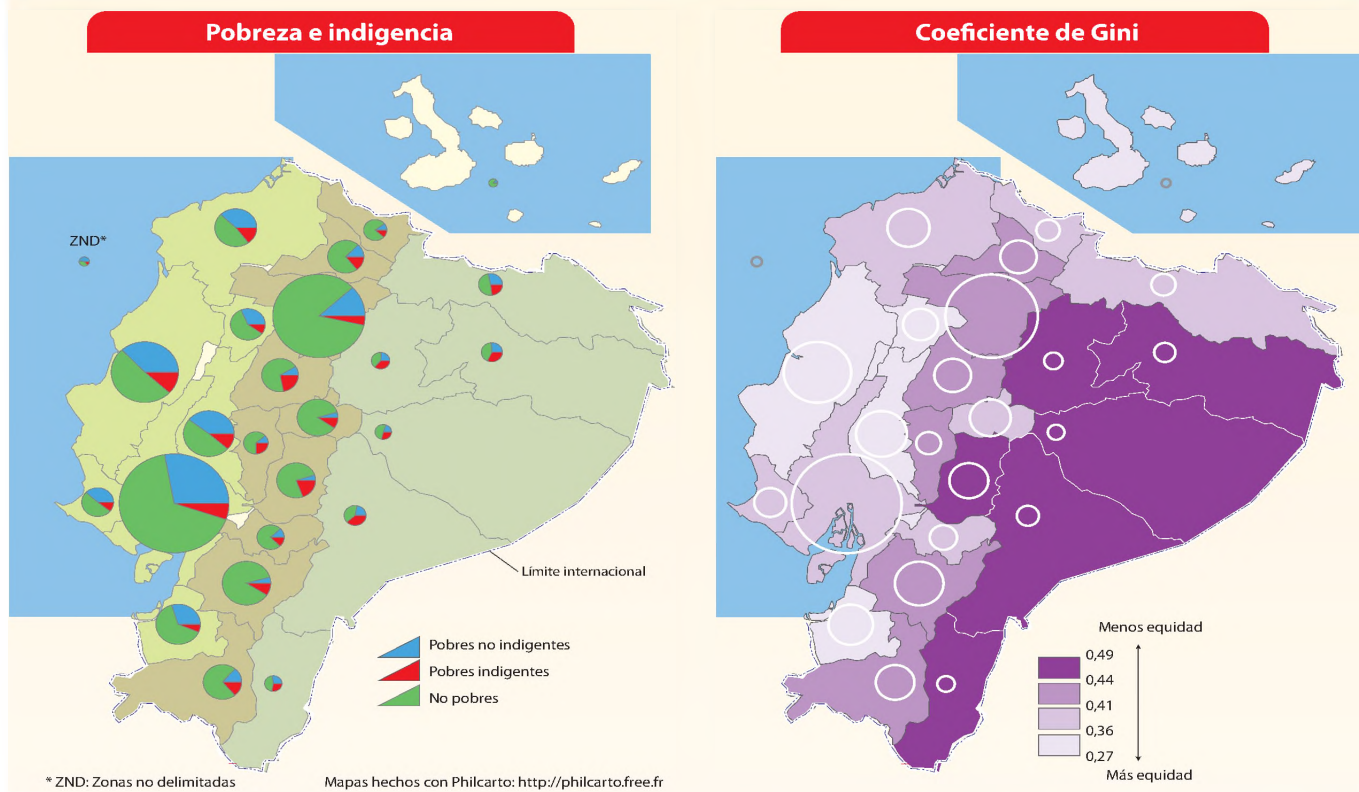 Pobreza e indigencia
ZND*
Límite internacional
Pobres no indigentes
Pobres indigentes
No pobres
* ZND: Zonas no delimitadas
Mapas hechos con Philcarto: http://philcarto.free.fr
Coeficiente de Gini
Menos equidad
0,49
0,44
0,41
0,36
0,27
Más equidad